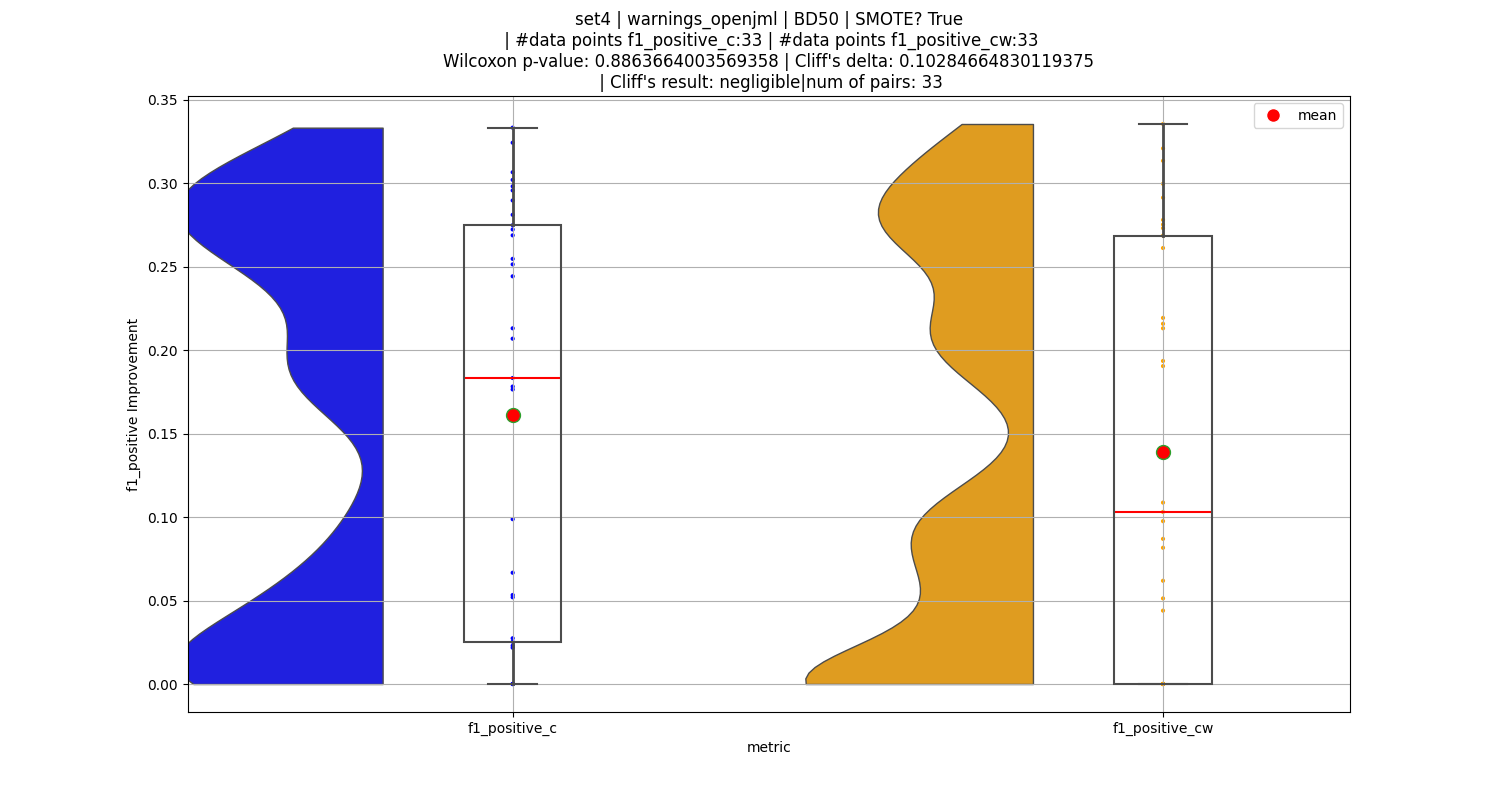 set4 | warnings_openjml | BD50 | SMOTE? True
| #data points f1_positive_c:33 | #data points f1_positive_cw:33
Wilcoxon p-value: 0.8863664003569358 | Cliff's delta: 0.10284664830119375
| Cliff's result: negligible|num of pairs: 33
0.35
mean
0.30
0.25
0.20
f1_positive Improvement
0.15
0.10
0.05
0.00
f1_positive_c
f1_positive_cw
metric